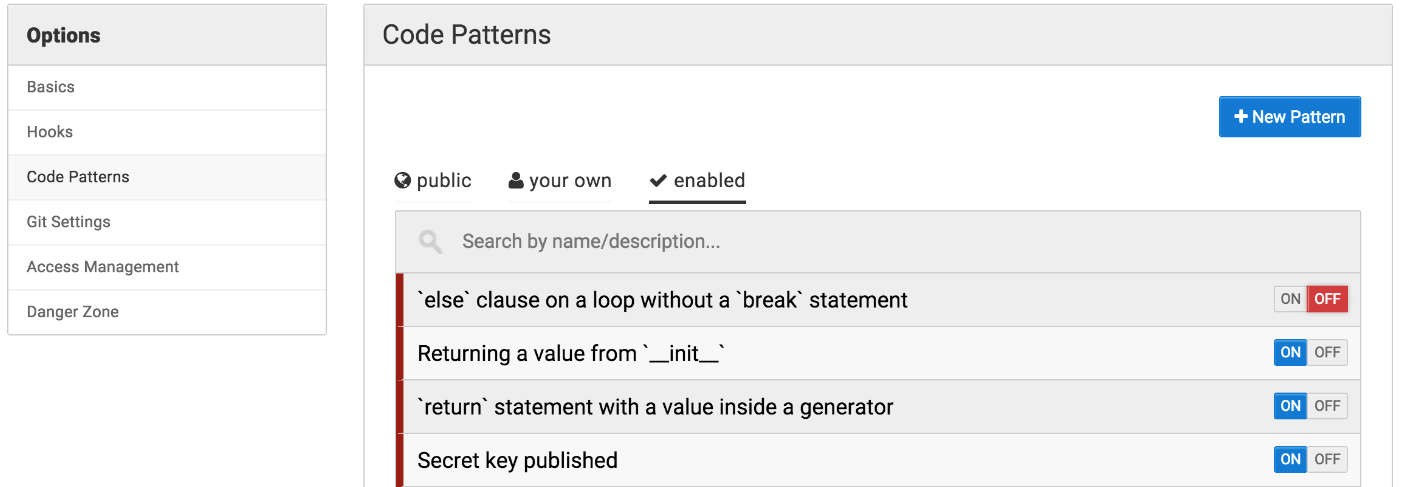 Options
Basics
Hooks
Code Patterns
Git Settings
Access Management
Danger Zone
Code Patterns
New Pattern
public your own enabled
Search by name/description...
`else` clause on a loop without a `break` statement ON OFF
Returning a value from `__init__` ON OFF
`return` statement with a value inside a generator ON OFF
Secret key published ON OFF